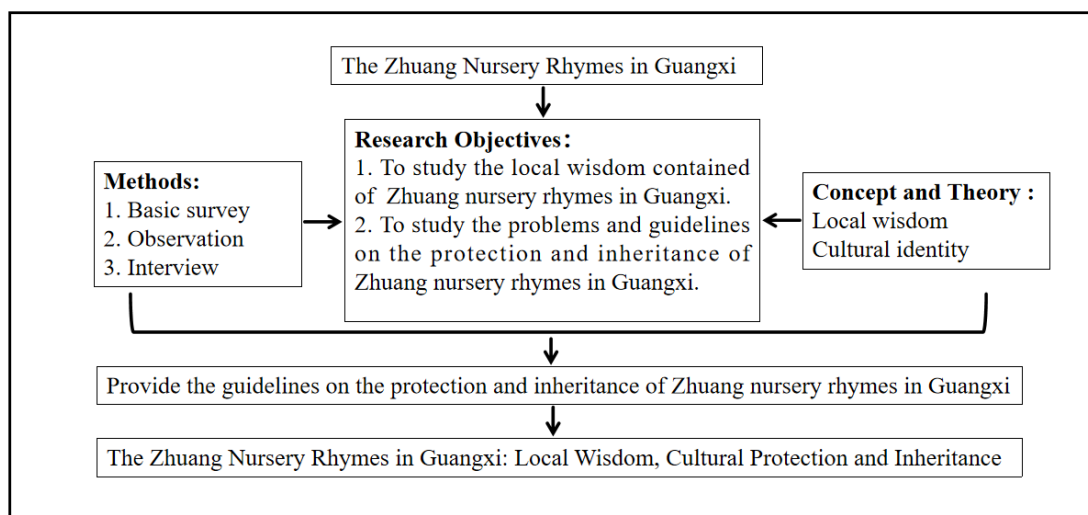 The Zhuang Nursery Rhymes in Guangxi
Research Objectives:
1. To study the local wisdom contained
of Zhuang nursery rhymes in Guangxi.
2. To study the problems and guidelines
on the protection and inheritance of
Zhuang nursery rhymes in Guangxi.
Methods:
1. Basic survey
2. Observation
3. Interview
Concept and Theory :
Local wisdom
Cultural identity
Provide the guidelines on the protection and inheritance of Zhuang nursery rhymes in Guangxi
The Zhuang Nursery Rhymes in Guangxi: Local Wisdom, Cultural Protection and Inheritance